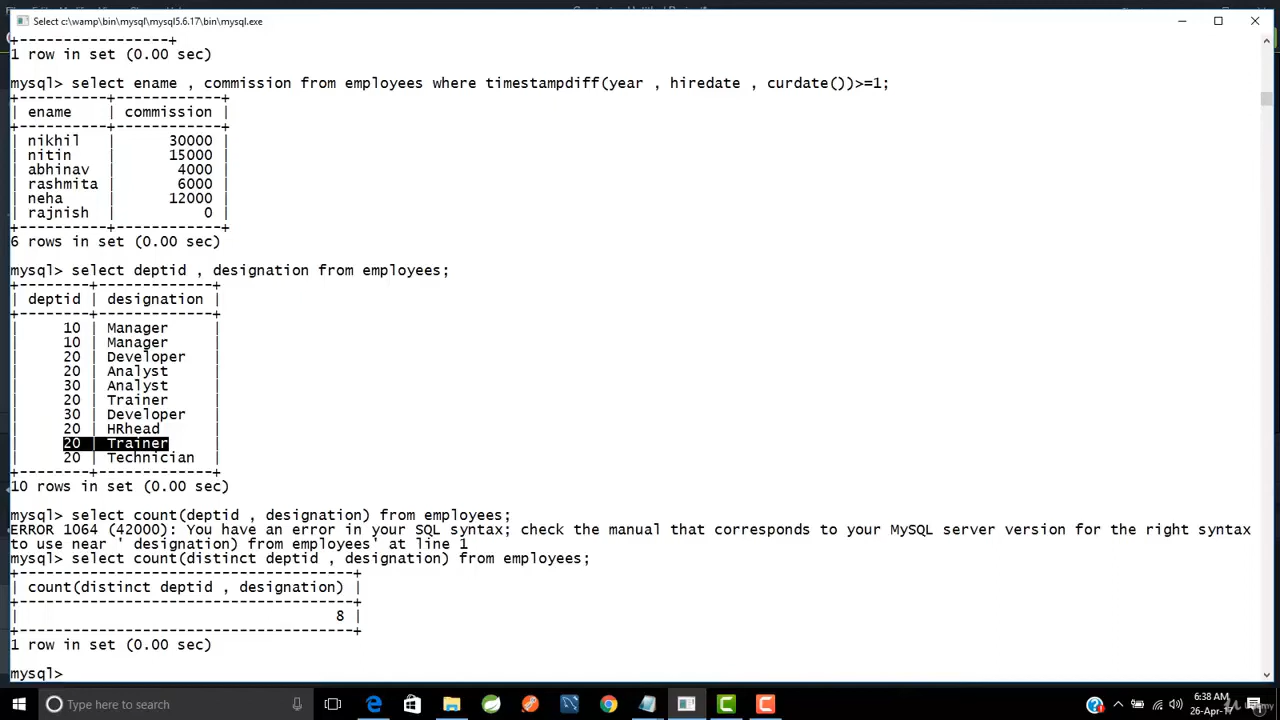 Select c:\wamp\bin\mysql\mysql5.6.17\bin\mysql.exe
+-----------------+
1 row in set (0.00 sec)
mysql> select ename , commission from employees where timestampdiff(year , hiredate , curdate())>=1;
+----------+------------+
| ename    | commission |
+----------+------------+
| nikhil   |      30000 |
| nitin    |      15000 |
| abhinav  |       4000 |
| rashmita |       6000 |
| neha     |      12000 |
| rajnish  |          0 |
+----------+------------+
6 rows in set (0.00 sec)
mysql> select deptid , designation from employees;
+--------+-------------+
| deptid | designation |
+--------+-------------+
|     10 | Manager     |
|     10 | Manager     |
|     20 | Developer   |
|     20 | Analyst     |
|     30 | Analyst     |
|     20 | Trainer     |
|     30 | Developer   |
|     20 | HRhead      |
|     20 | Trainer     |
|     20 | Technician  |
+--------+-------------+
10 rows in set (0.00 sec)
mysql> select count(deptid , designation) from employees;
ERROR 1064 (42000): You have an error in your SQL syntax; check the manual that corresponds to your MySQL server version for the right syntax
to use near ' designation) from employees' at line 1
mysql> select count(distinct deptid , designation) from employees;
+--------------------------------------+
| count(distinct deptid , designation) |
+--------------------------------------+
|                                    8 |
+--------------------------------------+
1 row in set (0.00 sec)
mysql>
Type here to search
6:38 AM
26-Apr-17